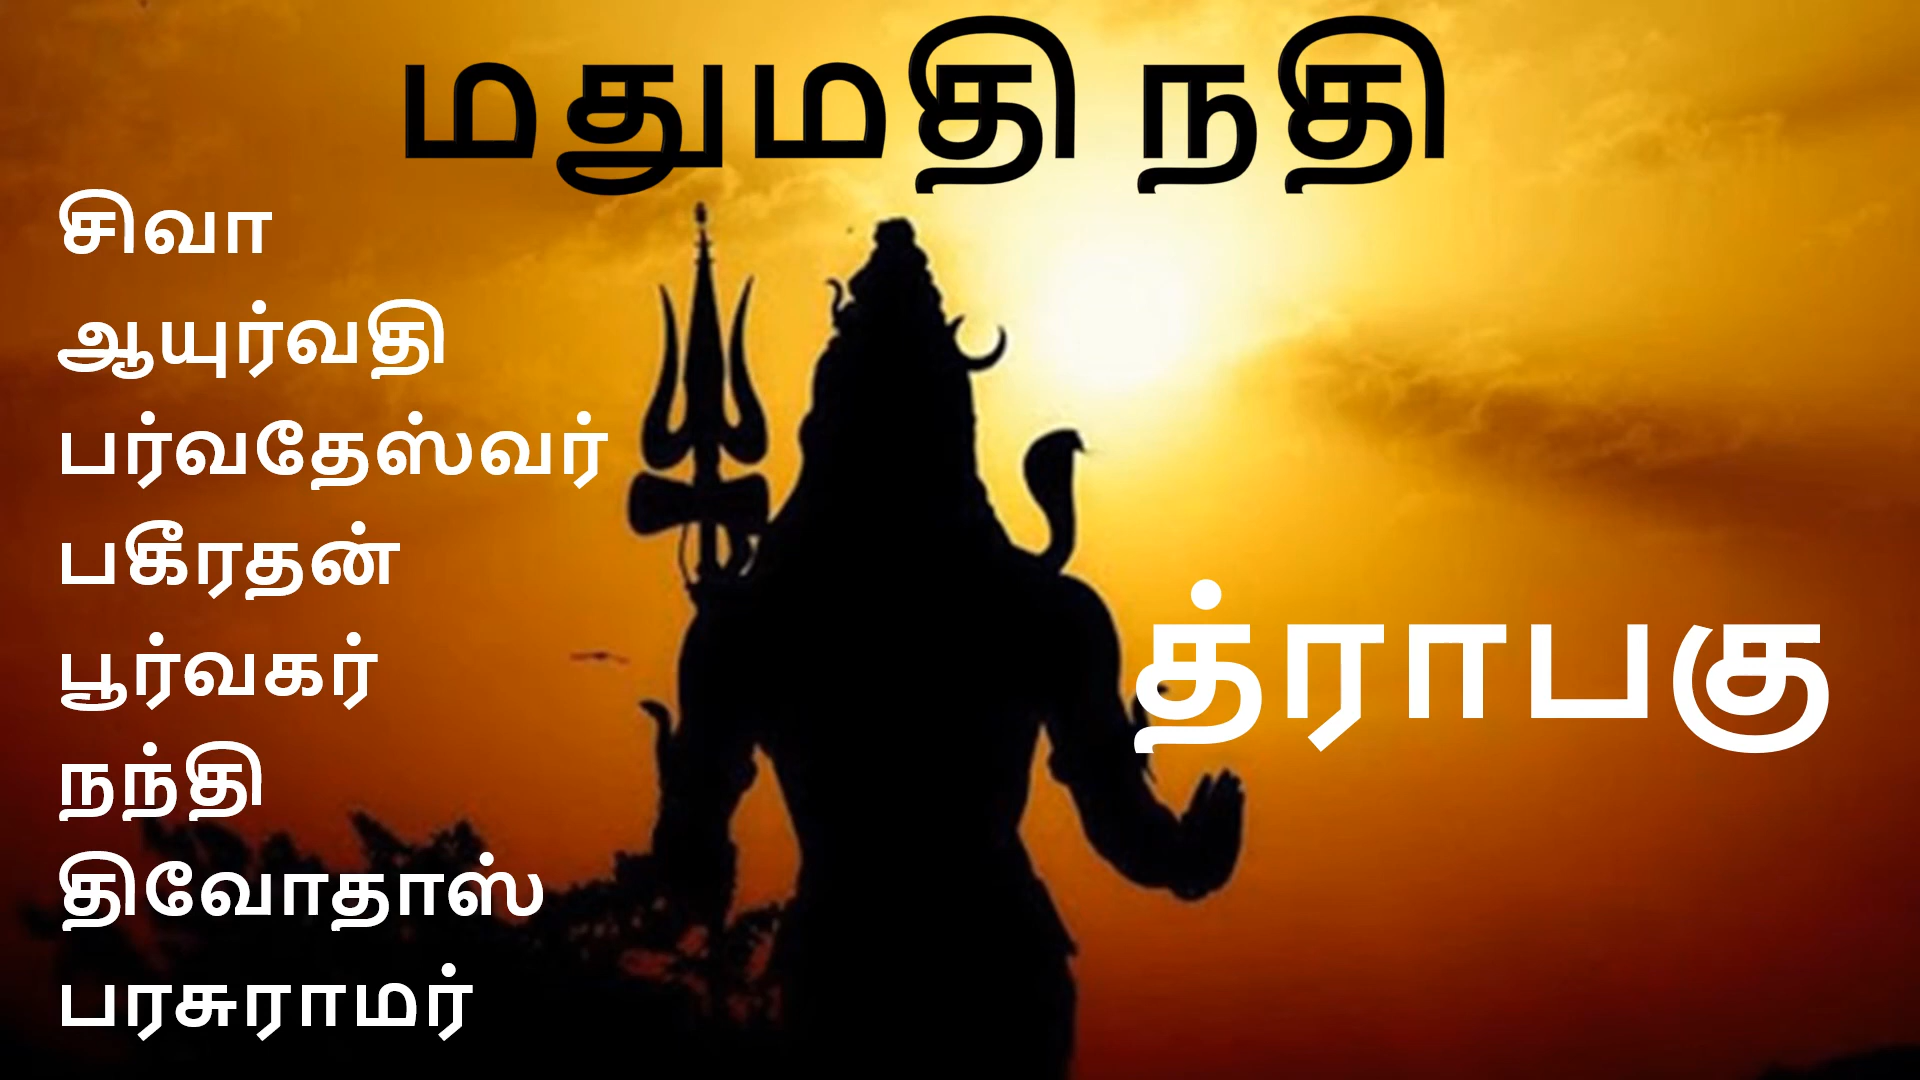 மதுமதி நதி
சிவா
ஆயுர்வதி
பர்வதேஸ்வர்
பகீரதன்
பூர்வகர்
நந்தி
திவோதாஸ்
பரசுராமர்
த்ராபகு